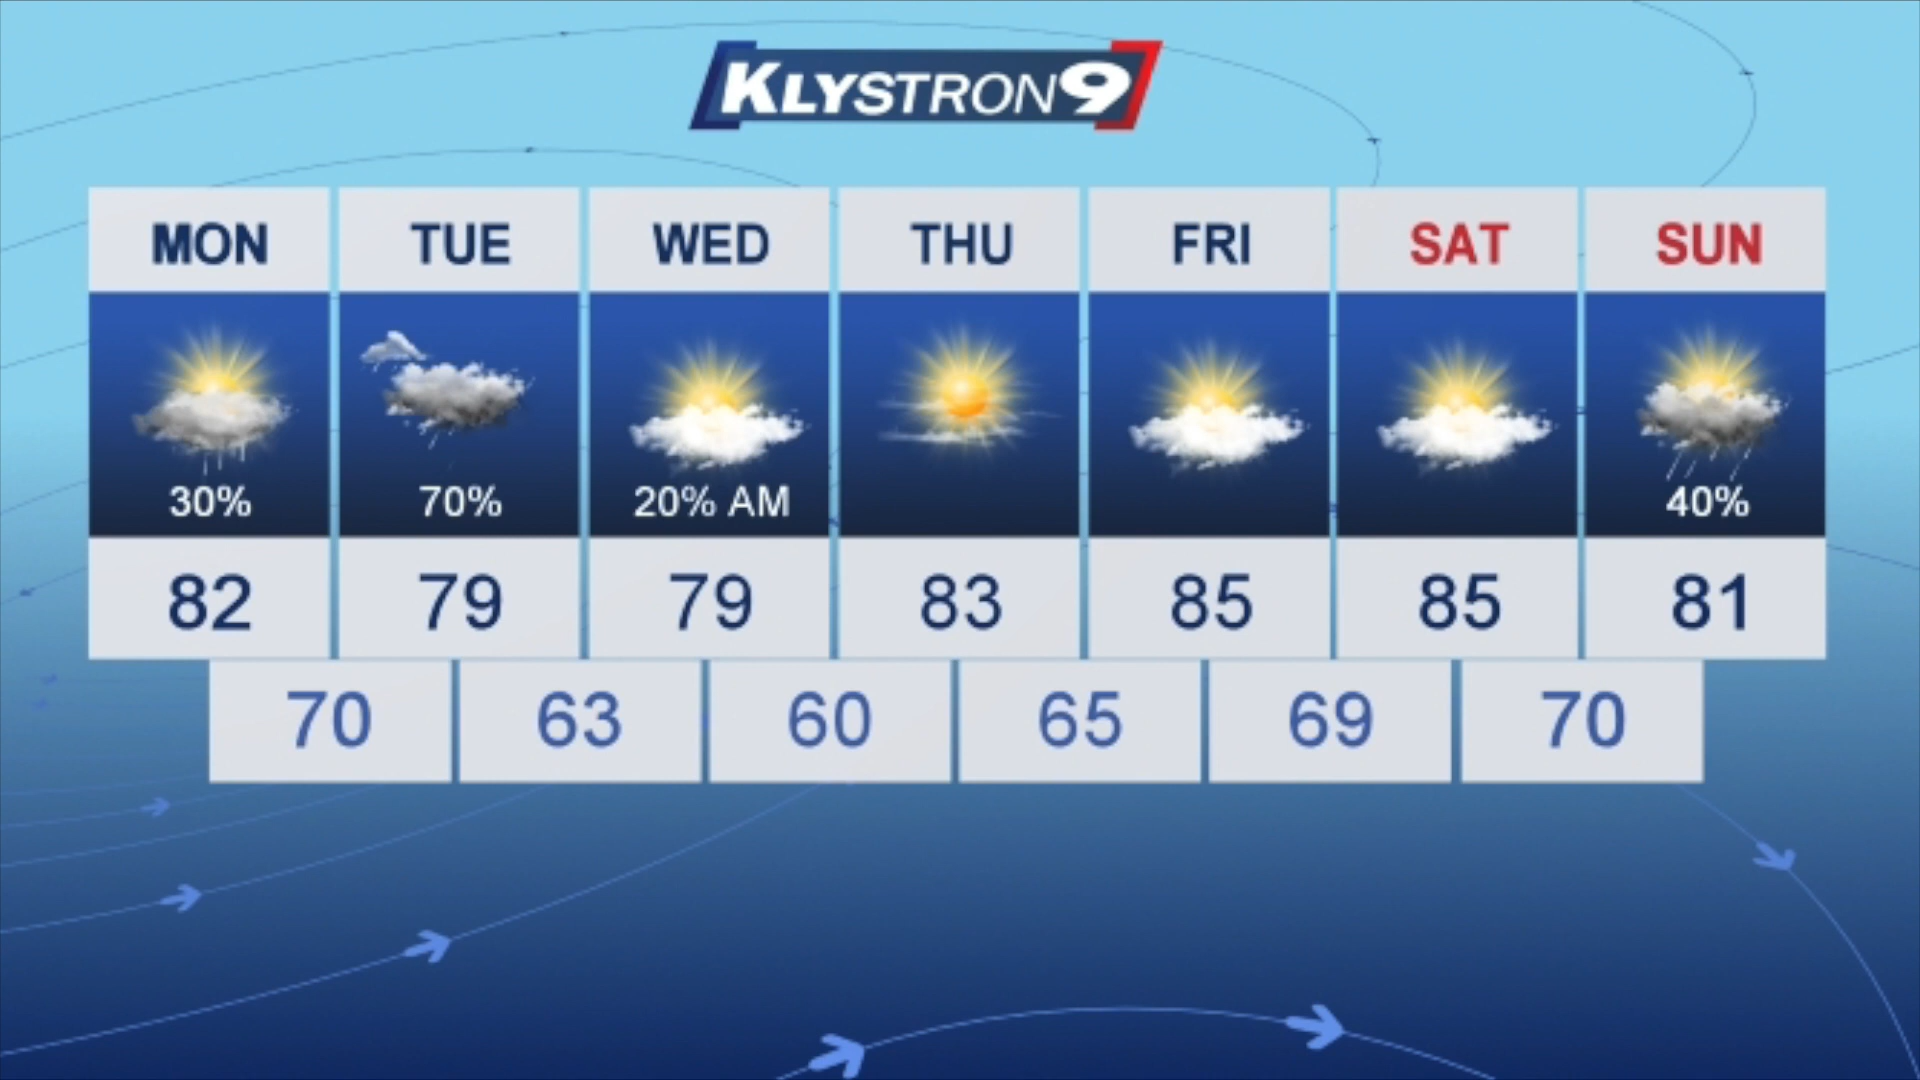 KLYSTRON9
MON TUE WED THU FRI SAT SUN
30% 70% 20% AM 40%
82 79 79 83 85 85 81
70 63 60 65 69 70